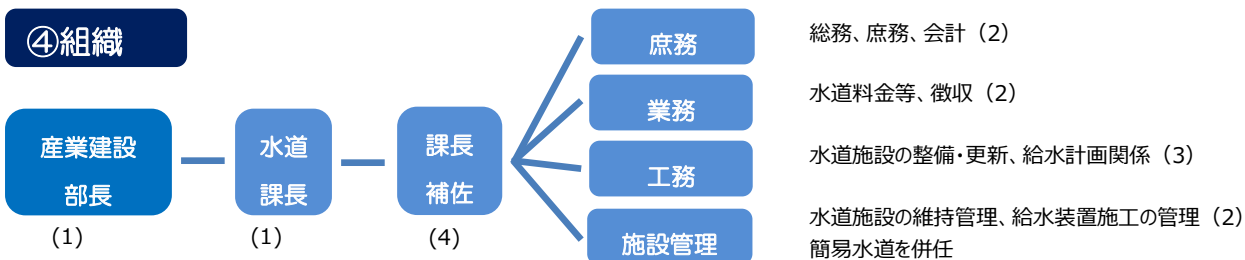 ④組織
産業建設
部長
(1)
水道
課長
(1)
課長
補佐
(4)
庶務
総務、庶務、会計（2）
業務
水道料金等、徴収（2）
工務
水道施設の整備・更新、給水計画関係（3）
施設管理
水道施設の維持管理、給水装置施工の管理（2）
簡易水道を併任